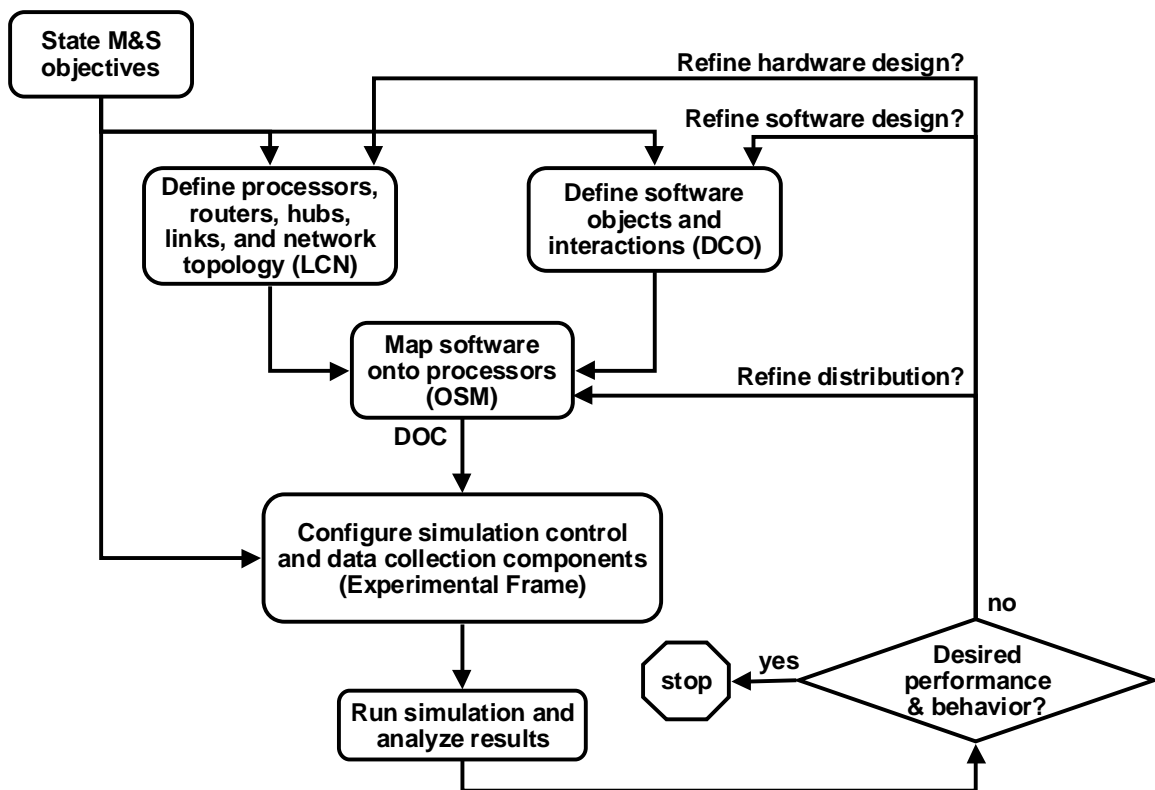 State M&S
objectives
Refine hardware design?
Refine software design?
Define processors,
routers, hubs,
links, and network
topology (LCN)
Define software
objects and
interactions (DCO)
Map software
onto processors
(OSM)
Refine distribution?
DOC
Configure simulation control
and data collection components
(Experimental Frame)
no
yes
stop
Desired
performance
& behavior?
Run simulation and
analyze results